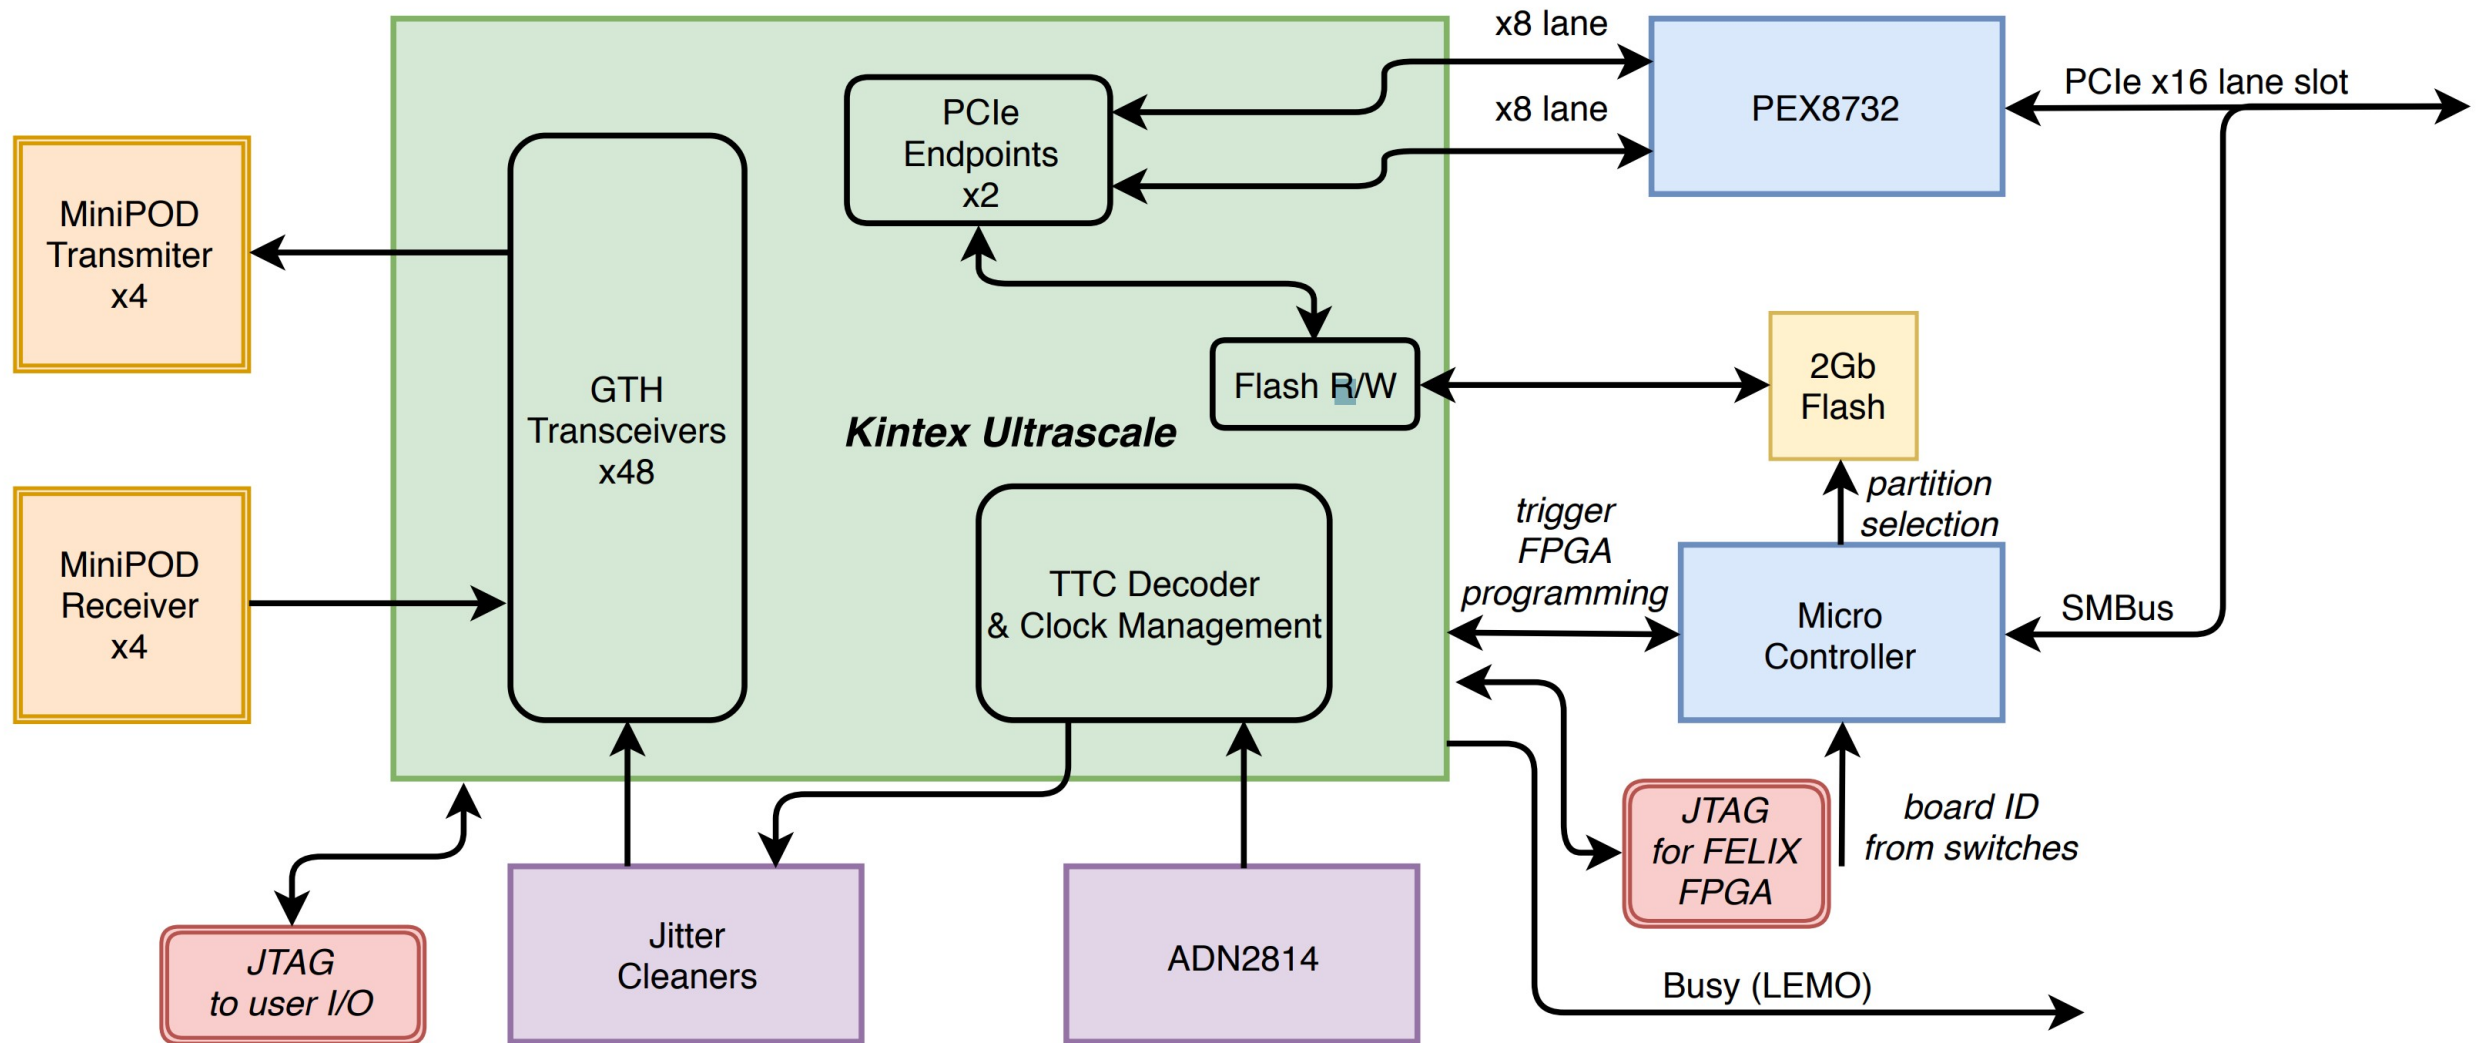 x8 lane
PCIe x16 lane slot
x8 lane
PEX8732
PCIe
Endpoints
x2
MiniPOD
Transmiter
x4
GTH
Transceivers
x48
Flash R/W
2Gb
Flash
Kintex Ultrascale
partition
selection
trigger
FPGA
programming
MiniPOD
Receiver
x4
TTC Decoder
& Clock Management
Micro
Controller
SMBus
JTAG
for FELIX
FPGA
board ID
from switches
JTAG
to user I/O
Jitter
Cleaners
ADN2814
Busy (LEMO)